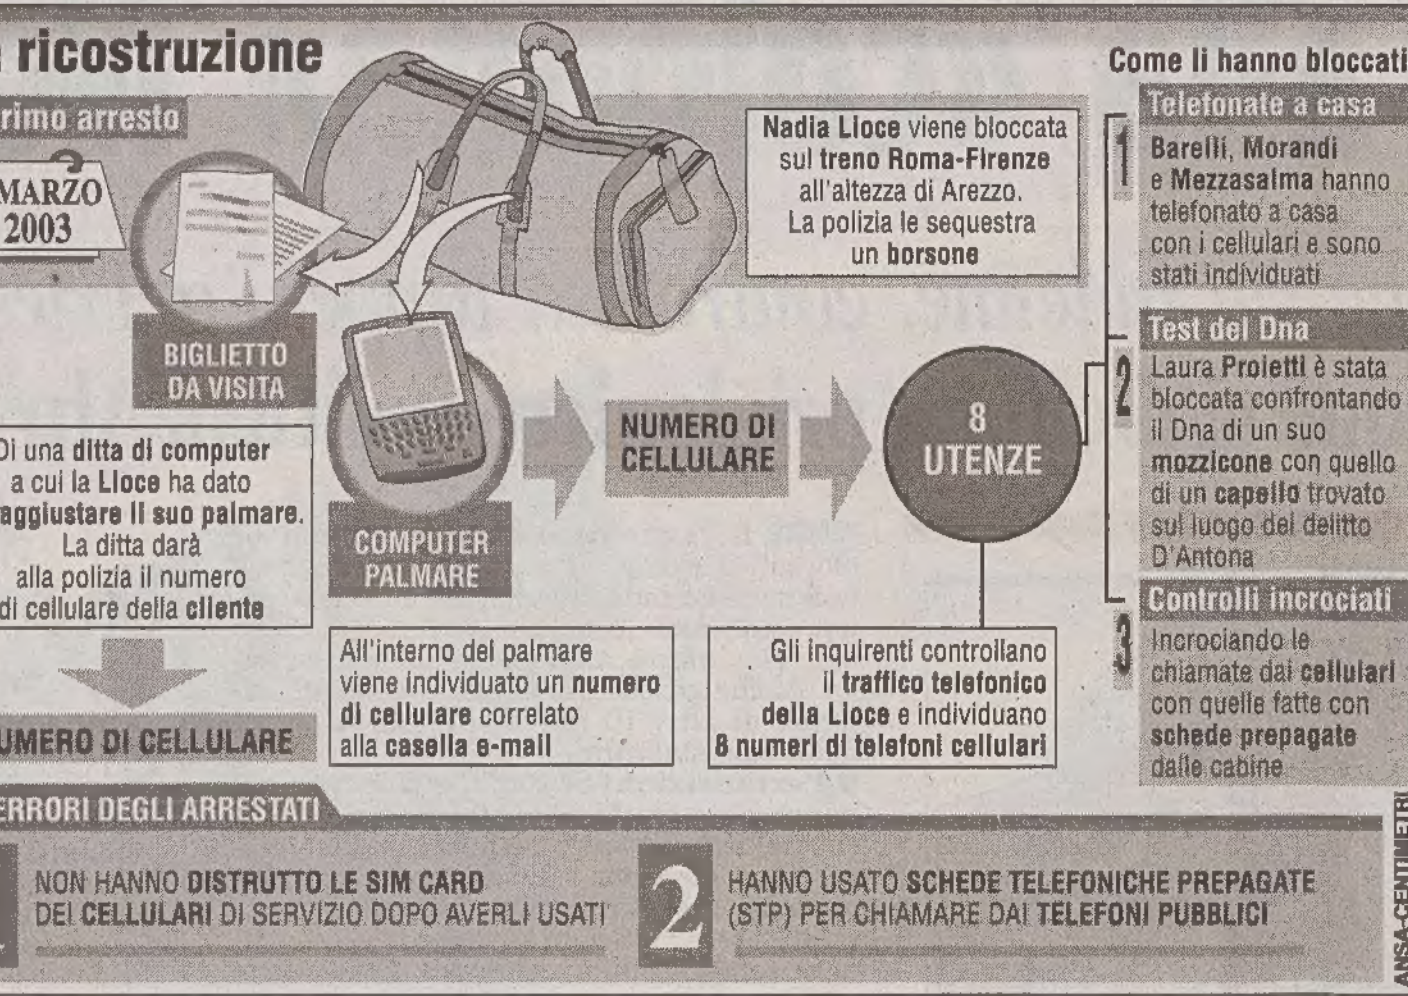 ricostruzione
rimo arresto
MARZO
2003
BIGLIETTO
DA VISITA
Di una ditta di computer
a cui la Lioce ha dato
aggiustare il suo palmare.
La ditta darà
alla polizia il numero
di cellulare della cliente
UMERO DI CELLULARE
Nadia Lioce viene bloccata
sul treno Roma-Firenze
all'altezza di Arezzo.
La polizia le sequestra
un borsone
COMPUTER
PALMARE
All'interno del palmare
viene individuato un numero
di cellulare correlato
alla casella e-mail
NUMERO DI
CELLULARE
8
UTENZE
Gli inquirenti controllano
il traffico telefonico
della Lioce e individuano
8 numeri di telefoni cellulari
Come li hanno bloccati
1
Telefonate a casa
Barelli, Morandi
e Mezzasalma hanno
telefonato a casa
con i cellulari e sono
stati individuati
2
Test del Dna
Laura Proietti è stata
bloccata confrontando
il Dna di un suo
mozzicone con quello
di un capello trovato
sul luogo del delitto
D'Antona
3
Controlli incrociati
Incrociando le
chiamate dai cellulari
con quelle fatte con
schede prepagate
dalle cabine
ERRORI DEGLI ARRESTATI
NON HANNO DISTRUTTO LE SIM CARD
DEI CELLULARI DI SERVIZIO DOPO AVERLI USATI
2
HANNO USATO SCHEDE TELEFONICHE PREPAGATE
(STP) PER CHIAMARE DAI TELEFONI PUBBLICI
ANSA-CENTIMETRI